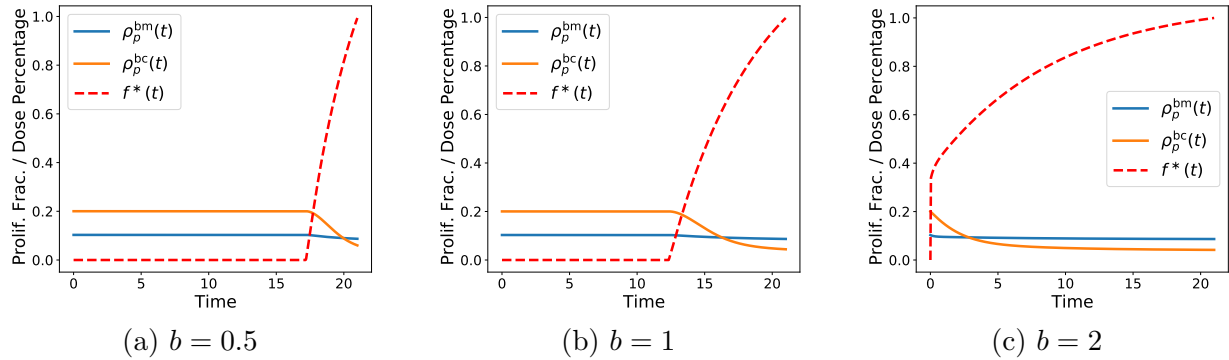 1.0
0.8
0.6
0.4
0.2
0.0
Prolif. Frac. / Dose Percentage
ρ_p^bm(t)
ρ_p^bc(t)
f*(t)
0 5 10 15 20
Time
(a) b = 0.5
1.0
0.8
0.6
0.4
0.2
0.0
Prolif. Frac. / Dose Percentage
ρ_p^bm(t)
ρ_p^bc(t)
f*(t)
0 5 10 15 20
Time
(b) b = 1
1.0
0.8
0.6
0.4
0.2
0.0
Prolif. Frac. / Dose Percentage
ρ_p^bm(t)
ρ_p^bc(t)
f*(t)
0 5 10 15 20
Time
(c) b = 2